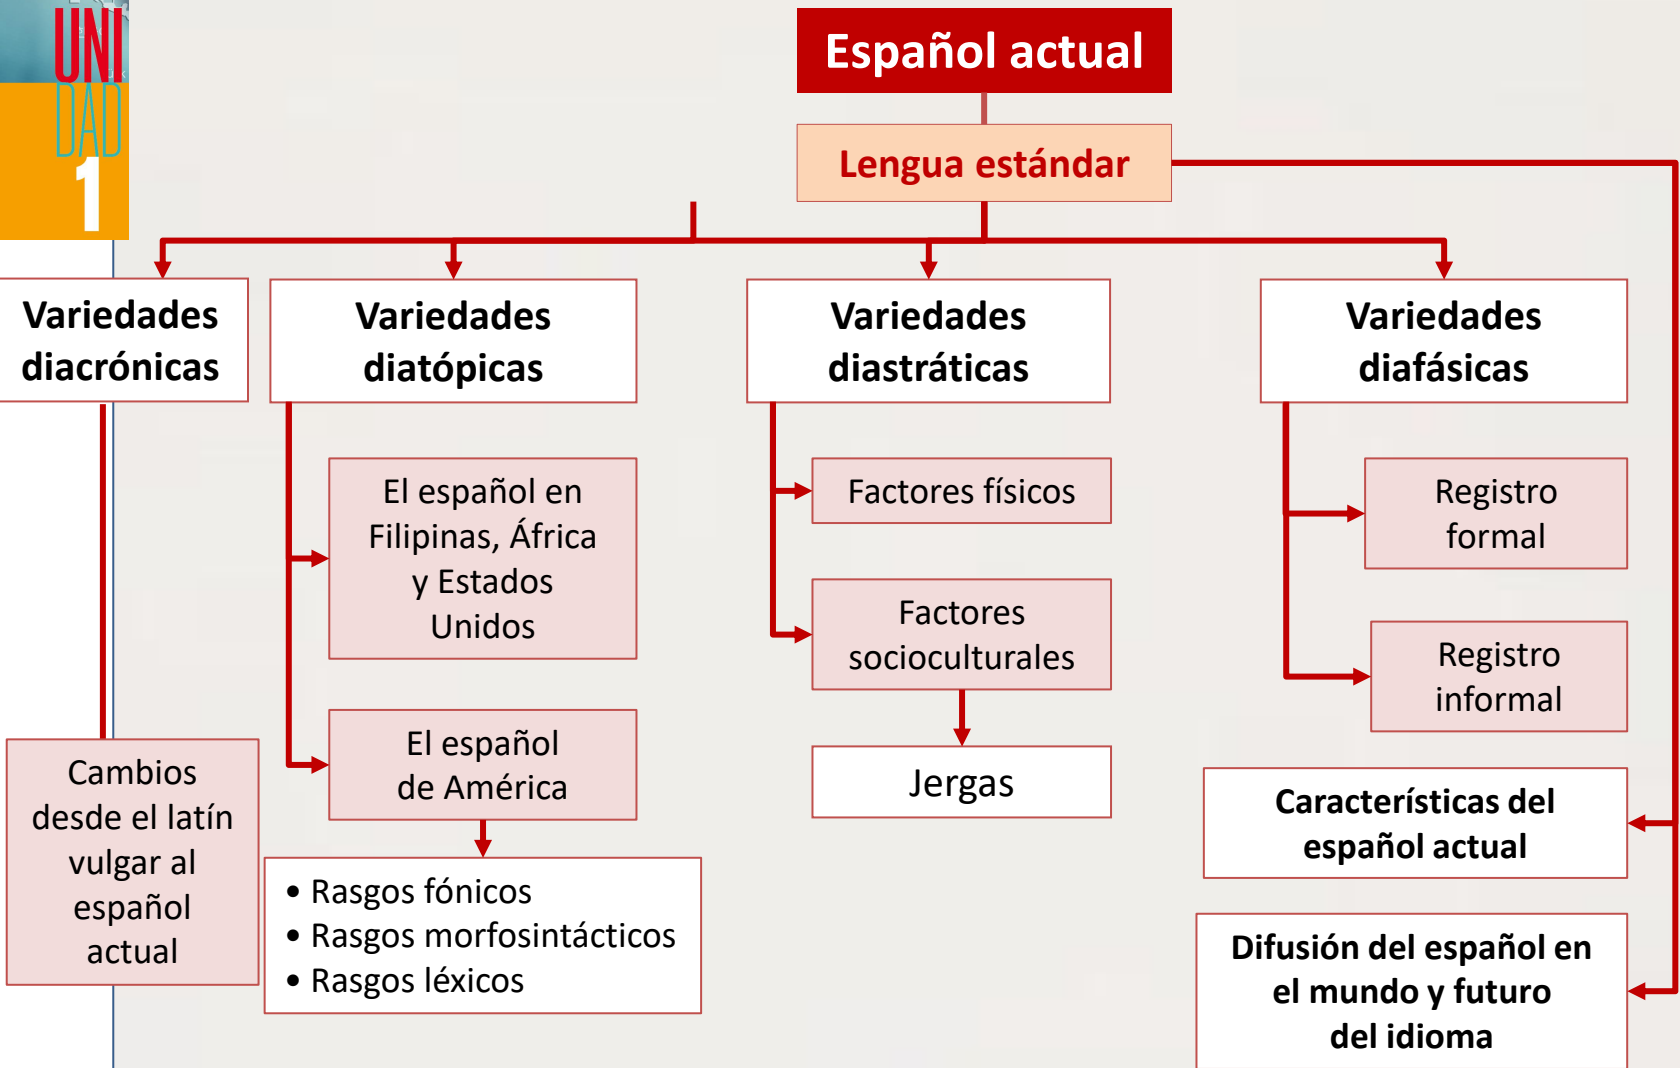 UNI
DAD
1
Español actual
Lengua estándar
Variedades
diacrónicas
Variedades
diatópicas
Variedades
diastráticas
Variedades
diafásicas
Cambios
desde el latín
vulgar al
español
actual
El español en
Filipinas, África
y Estados
Unidos
El español
de América
• Rasgos fónicos
• Rasgos morfosintácticos
• Rasgos léxicos
Factores físicos
Factores
socioculturales
Jergas
Registro
formal
Registro
informal
Características del
español actual
Difusión del español en
el mundo y futuro
del idioma